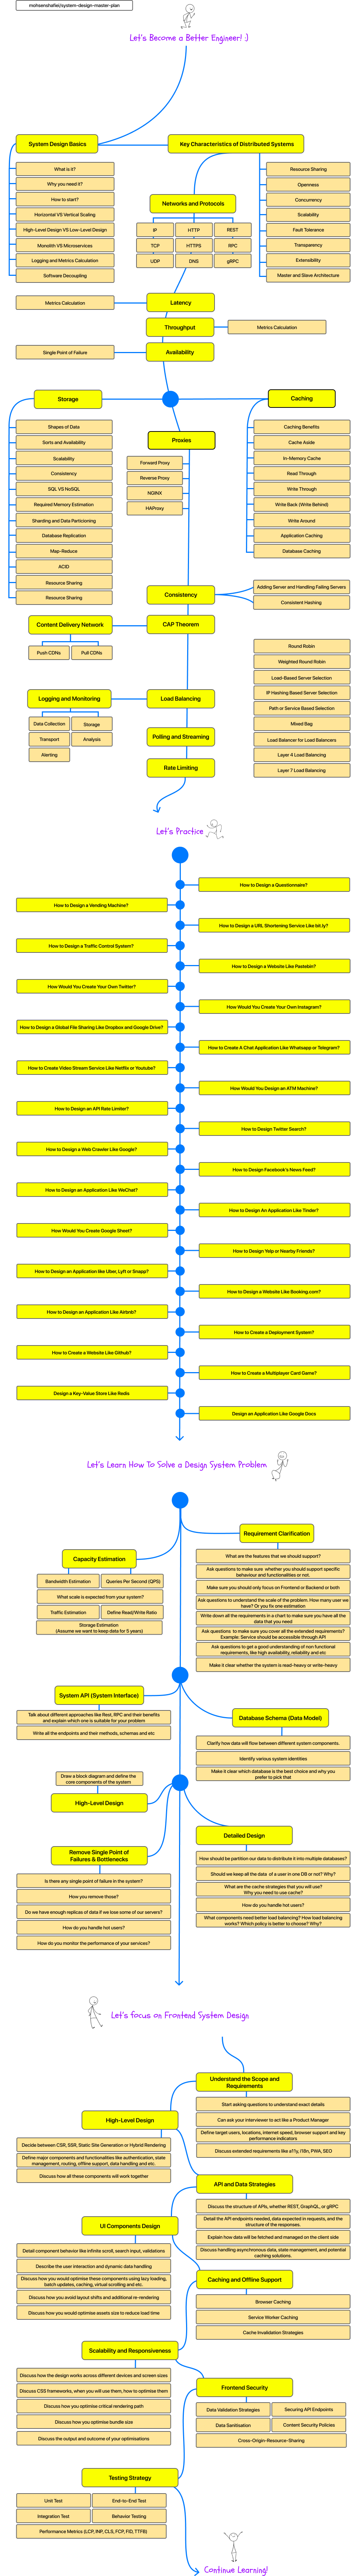 mohsenshafiei/system-design-master-plan
Let's Become a Better Engineer! :)
System Design Basics
What is it?
Why you need it?
How to start?
Horizontal VS Vertical Scaling
High-Level Design VS Low-Level Design
Monolith VS Microservices
Logging and Metrics Calculation
Software Decoupling
Key Characteristics of Distributed Systems
Resource Sharing
Openness
Concurrency
Scalability
Fault Tolerance
Transparency
Extensibility
Master and Slave Architecture
Networks and Protocols
IP
HTTP
REST
TCP
HTTPS
RPC
UDP
DNS
gRPC
Metrics Calculation
Latency
Throughput
Metrics Calculation
Single Point of Failure
Availability
Storage
Shapes of Data
Sorts and Availability
Scalability
Consistency
SQL VS NoSQL
Required Memory Estimation
Sharding and Data Particioning
Database Replication
Map-Reduce
ACID
Resource Sharing
Resource Sharing
Caching
Caching Benefits
Cache Aside
In-Memory Cache
Read Through
Write Through
Write Back (Write Behind)
Write Around
Application Caching
Database Caching
Proxies
Forward Proxy
Reverse Proxy
NGINX
HAProxy
Consistency
Adding Server and Handling Failing Servers
Consistent Hashing
Content Delivery Network
Push CDNs
Pull CDNs
CAP Theorem
Logging and Monitoring
Data Collection
Storage
Transport
Analysis
Alerting
Load Balancing
Round Robin
Weighted Round Robin
Load-Based Server Selection
IP Hashing Based Server Selection
Path or Service Based Selection
Mixed Bag
Load Balancer for Load Balancers
Layer 4 Load Balancing
Layer 7 Load Balancing
Polling and Streaming
Rate Limiting
Let's Practice
How to Design a Questionnaire?
How to Design a Vending Machine?
How to Design a URL Shortening Service Like bit.ly?
How to Design a Traffic Control System?
How to Design a Website Like Pastebin?
How Would You Create Your Own Twitter?
How Would You Create Your Own Instagram?
How to Design a Global File Sharing Like Dropbox and Google Drive?
How to Create A Chat Application Like Whatsapp or Telegram?
How to Create Video Stream Service Like Netflix or Youtube?
How Would You Design an ATM Machine?
How to Design an API Rate Limiter?
How to Design Twitter Search?
How to Design a Web Crawler Like Google?
How to Design Facebook's News Feed?
How to Design an Application Like WeChat?
How to Design An Application Like Tinder?
How Would You Create Google Sheet?
How to Design Yelp or Nearby Friends?
How to Design an Application like Uber, Lyft or Snapp?
How to Design a Website Like Booking.com?
How to Design an Application Like Airbnb?
How to Create a Deployment System?
How to Create a Website Like Github?
How to Create a Multiplayer Card Game?
Design a Key-Value Store Like Redis
Design an Application Like Google Docs
Let's Learn How To Solve a Design System Problem
Requirement Clarification
What are the features that we should support?
Ask questions to make sure whether you should support specific
behaviour and functionalities or not.
Make sure you should only focus on Frontend or Backend or both
Ask questions to understand the scale of the problem. How many user we
have? Or you fix one estimation
Write down all the requirements in a chart to make sure you have all the
data that you need
Ask questions to make sure you cover all the extended requirements?
Example: Service should be accessible through API
Ask questions to get a good understanding of non functional
requirements, like high availability, reliability and etc
Make it clear whether the system is read-heavy or write-heavy
Capacity Estimation
Bandwidth Estimation
Queries Per Second (QPS)
What scale is expected from your system?
Traffic Estimation
Define Read/Write Ratio
Storage Estimation
(Assume we want to keep data for 5 years)
System API (System Interface)
Talk about different approaches like Rest, RPC and their benefits
and explain which one is suitable for your problem
Write all the endpoints and their methods, schemas and etc
Database Schema (Data Model)
Clarify how data will flow between different system components.
Identify various system identities
Make it clear which database is the best choice and why you
prefer to pick that
Draw a block diagram and define the
core components of the system
High-Level Design
Detailed Design
How should be partition our data to distribute it into multiple databases?
Should we keep all the data of a user in one DB or not? Why?
What are the cache strategies that you will use?
Why you need to use cache?
How do you handle hot users?
What components need better load balancing? How load balancing
works? Which policy is better to choose? Why?
Remove Single Point of
Failures & Bottlenecks
Is there any single point of failure in the system?
How you remove those?
Do we have enough replices of data if we lose some of our servers?
How do you handle hot users?
How do you monitor the performance of your services?
Let's focus on Frontend System Design
Understand the Scope and
Requirements
Start asking questions to understand exact details
Can ask your interviewer to act like a Product Manager
Define target users, locations, internet speed, browser support and key
performance indicators
Discuss extended requirements like a11y, i18n, PWA, SEO
High-Level Design
Decide between CSR, SSR, Static Site Generation or Hybrid Rendering
Define major components and functionalities like authentication, state
management, routing, offline support, data handling and etc.
Discuss how all these components will work together
API and Data Strategies
Discuss the structure of APIs, whether REST, GraphQL, or gRPC
Detail the API endpoints needed, data expected in requests, and the
structure of the responses.
Explain how data will be fetched and managed on the client side
Discuss handling asynchronous data, state management, and potential
caching solutions.
UI Components Design
Detail component behavior like infinite scroll, search input, validations
Describe the user interaction and dynamic data handling
Discuss how you would optimise these components using lazy loading,
batch updates, caching, virtual scrolling and etc.
Discuss how you avoid layout shifts and additional re-rendering
Discuss how you would optimise assets size to reduce load time
Caching and Offline Support
Browser Caching
Service Worker Caching
Cache Invalidation Strategies
Scalability and Responsiveness
Discuss how the design works across different devices and screen sizes
Discuss CSS frameworks, when you will use them, how to optimise them
Discuss how you optimise critical rendering path
Discuss how you optimise bundle size
Discuss the output and outcome of your optimisations
Frontend Security
Data Validation Strategies
Securing API Endpoints
Data Sanitisation
Content Security Policies
Cross-Origin-Resource-Sharing
Testing Strategy
Unit Test
End-to-End Test
Integration Test
Behavior Testing
Performance Metrics (LCP, INP, CLS, FCP, FID, TTFB)
Continue Learning!